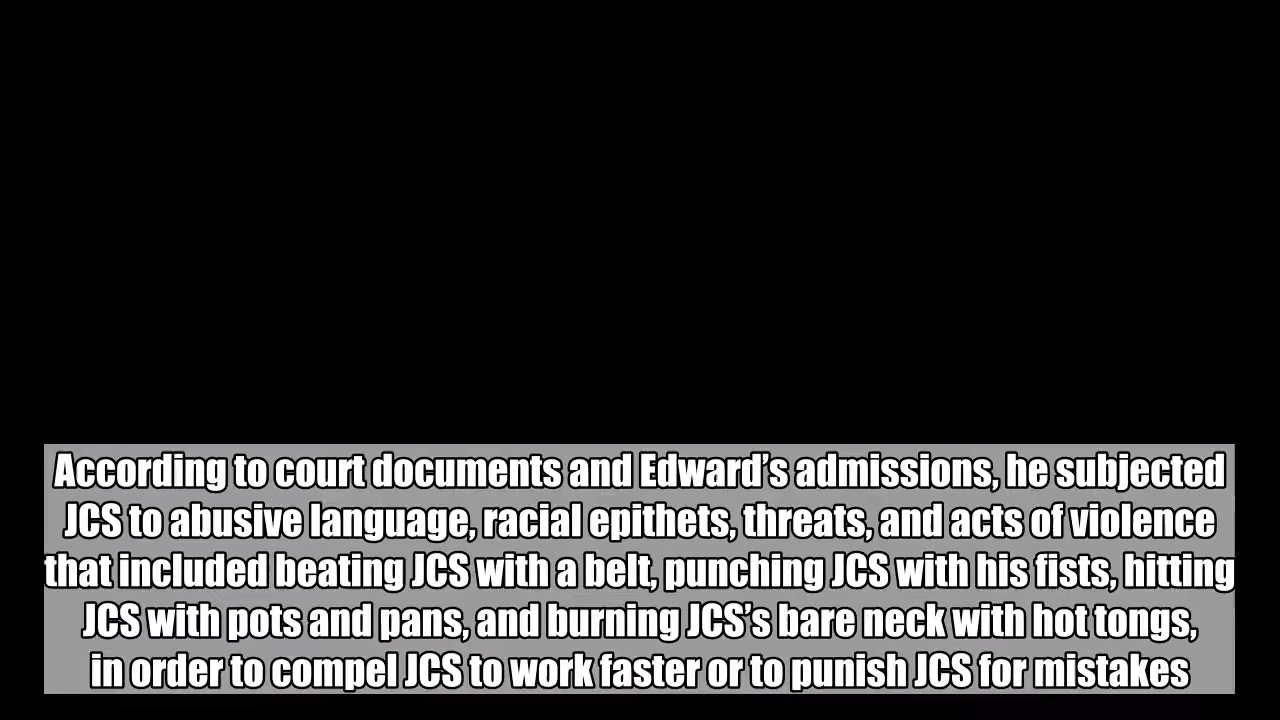 According to court documents and Edward’s admissions, he subjected
JCS to abusive language, racial epithets, threats, and acts of violence
that included beating JCS with a belt, punching JCS with his fists, hitting
JCS with pots and pans, and burning JCS’s bare neck with hot tongs,
in order to compel JCS to work faster or to punish JCS for mistakes